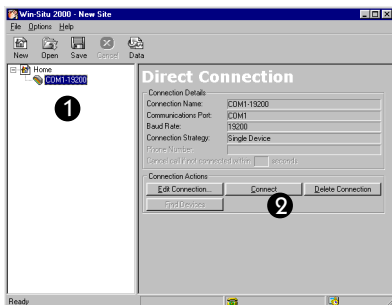 Win-Situ 2000 - New Site
File Options Help
New Open Save Cancel Data
Home
COM1-19200
1
Direct Connection
Connection Details
Connection Name: COM1-19200
Communications Port: COM1
Baud Rate: 19200
Connection Strategy: Single Device
Phone Number:
Cancel call if not connected within seconds
Connection Actions
Edit Connection... Connect Delete Connection
2
Find Devices
Ready